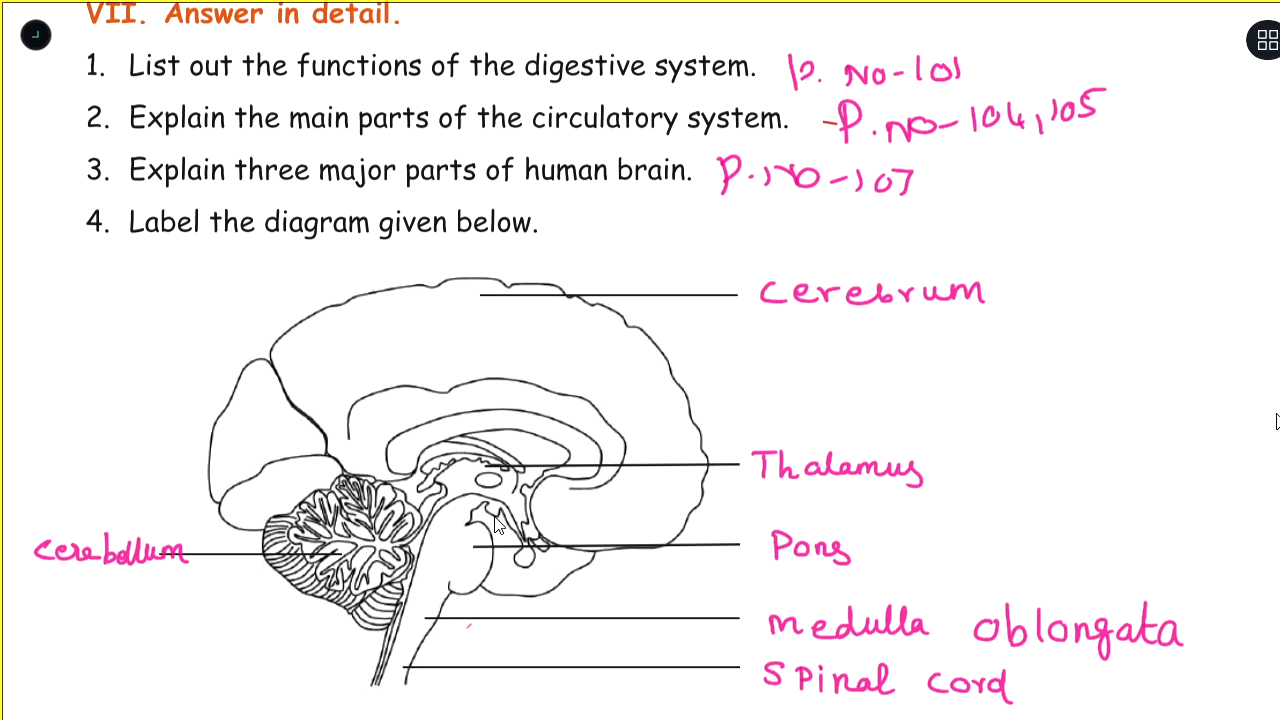 VII. Answer in detail.
1. List out the functions of the digestive system. P. No-101
2. Explain the main parts of the circulatory system. -P. no-104, 105
3. Explain three major parts of human brain. P. No-107
4. Label the diagram given below.
cerebrum
Thalamus
cerebellum
Pons
medulla oblongata
spinal cord